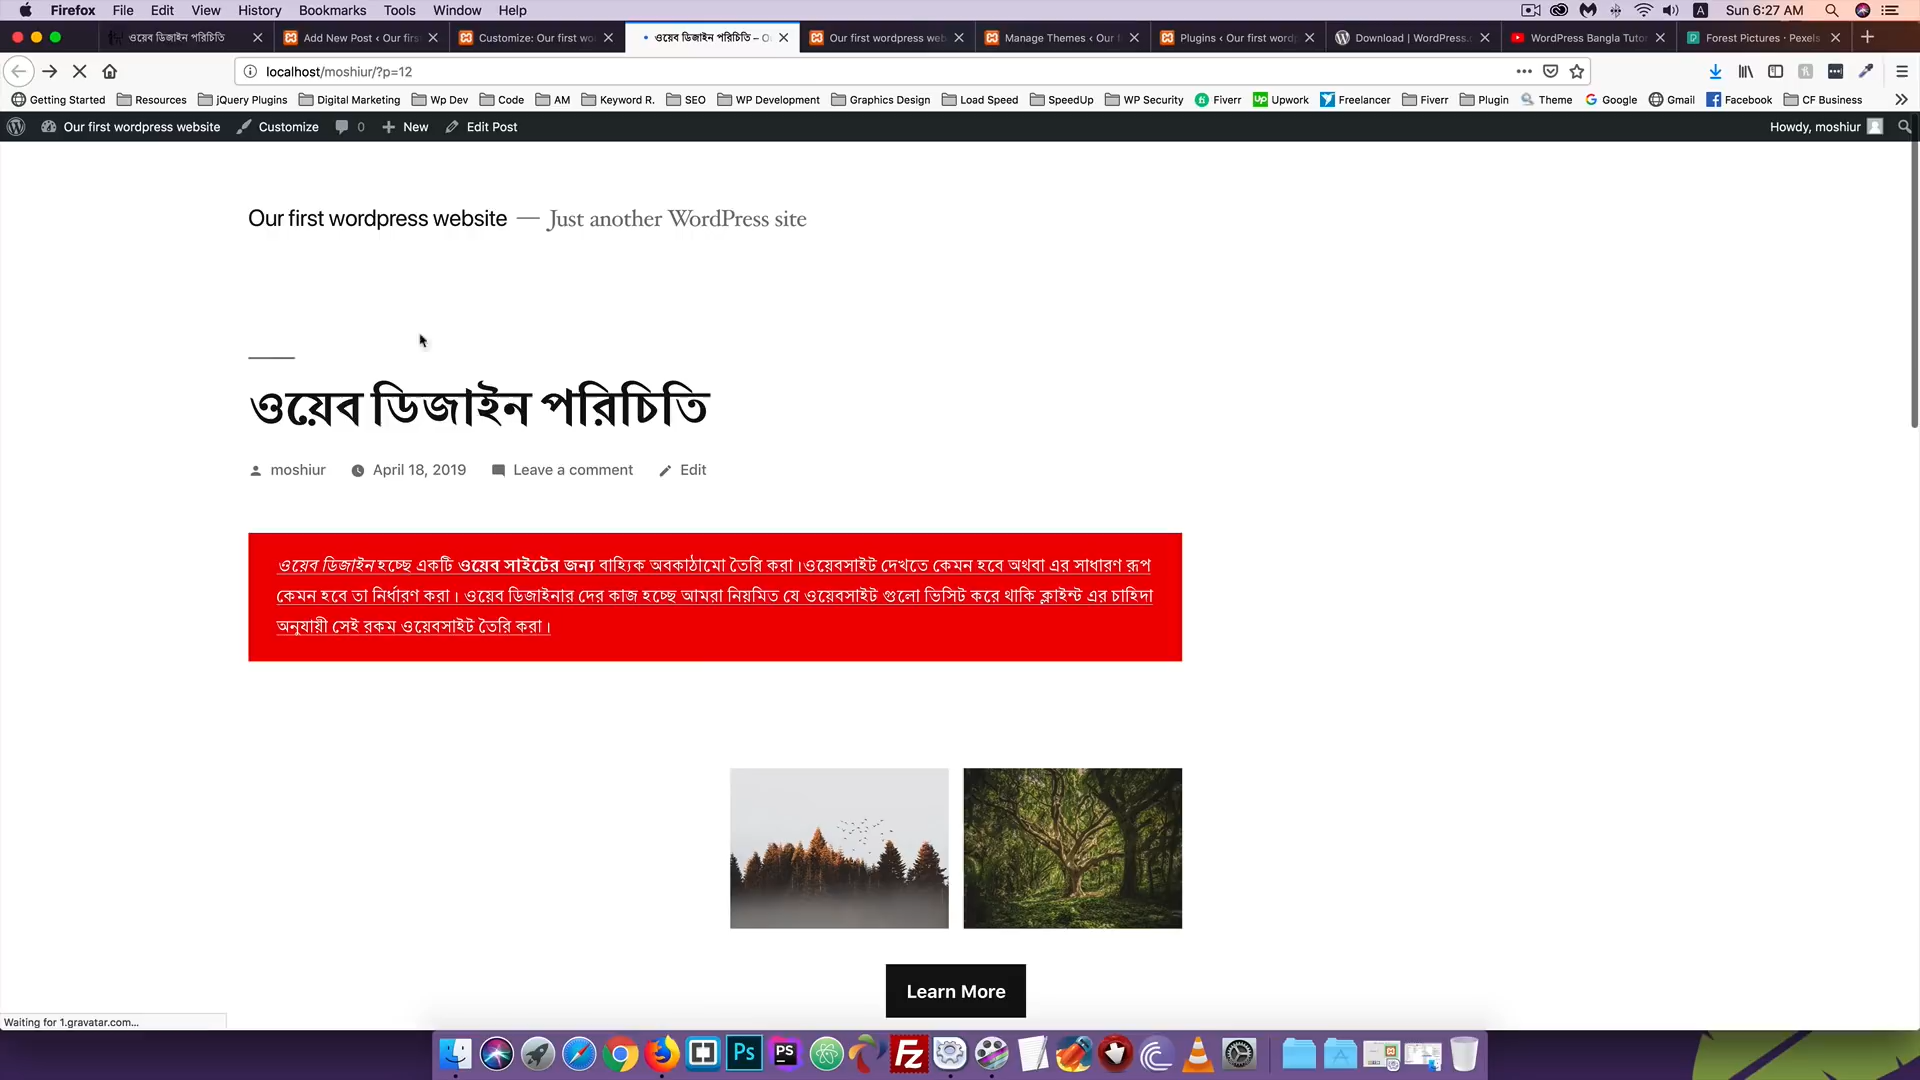 Firefox File Edit View History Bookmarks Tools Window Help Sun 6:27 AM
ওয়েব ডিজাইন পরিচিতি
Add New Post ‹ Our firs
Customize: Our first wo
ওয়েব ডিজাইন পরিচিতি – O
Our first wordpress web
Manage Themes ‹ Our f
Plugins ‹ Our first word
Download | WordPress.
WordPress Bangla Tutor
Forest Pictures · Pexels
localhost/moshiur/?p=12
Getting Started Resources jQuery Plugins Digital Marketing Wp Dev Code AM Keyword R. SEO WP Development Graphics Design Load Speed SpeedUp WP Security Fiverr Upwork Freelancer Fiverr Plugin Theme Google Gmail Facebook CF Business
Our first wordpress website Customize 0 New Edit Post Howdy, moshiur
Our first wordpress website — Just another WordPress site
ওয়েব ডিজাইন পরিচিতি
moshiur April 18, 2019 Leave a comment Edit
ওয়েব ডিজাইন হচ্ছে একটি ওয়েব সাইটের জন্য বাহ্যিক অবকাঠামো তৈরি করা।ওয়েবসাইট দেখতে কেমন হবে অথবা এর সাধারণ রূপ
কেমন হবে তা নির্ধারণ করা। ওয়েব ডিজাইনার দের কাজ হচ্ছে আমরা নিয়মিত যে ওয়েবসাইট গুলো ভিসিট করে থাকি ক্লাইন্ট এর চাহিদা
অনুযায়ী সেই রকম ওয়েবসাইট তৈরি করা।
Learn More
Waiting for 1.gravatar.com...
Ps PS FZ